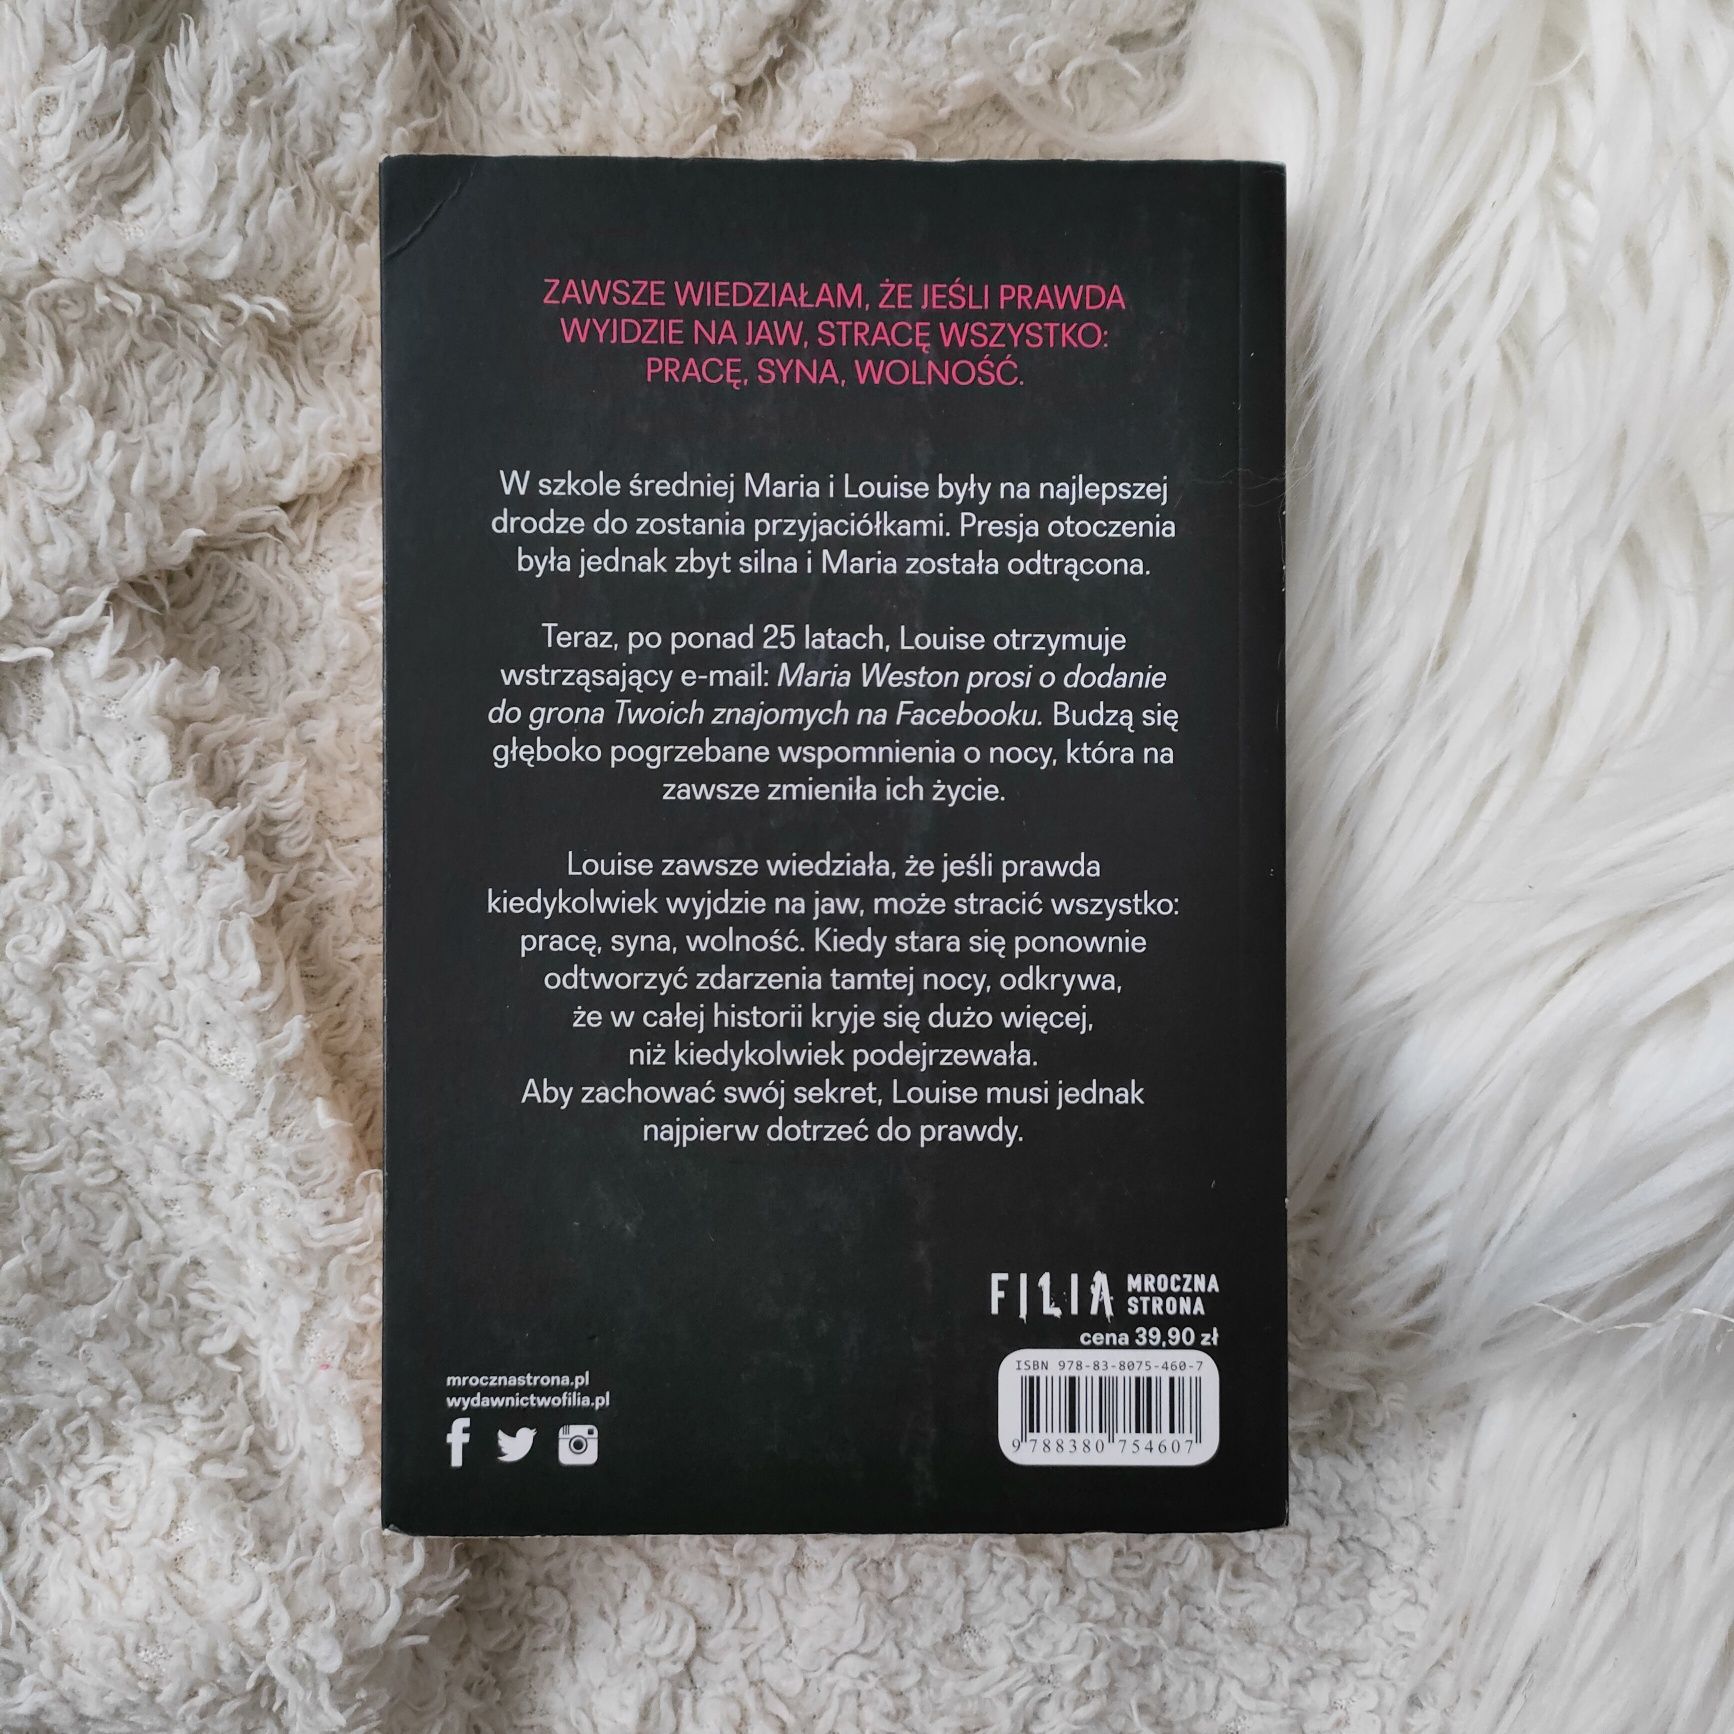 ZAWSZE WIEDZIAŁAM, ŻE JEŚLI PRAWDA
WYJDZIE NA JAW, STRACĘ WSZYSTKO:
PRACĘ, SYNA, WOLNOŚĆ.
W szkole średniej Maria i Louise były na najlepszej
drodze do zostania przyjaciółkami. Presja otoczenia
była jednak zbyt silna i Maria została odtrącona.
Teraz, po ponad 25 latach, Louise otrzymuje
wstrząsający e-mail: Maria Weston prosi o dodanie
do grona Twoich znajomych na Facebooku. Budzą się
głęboko pogrzebane wspomnienia o nocy, która na
zawsze zmieniła ich życie.
Louise zawsze wiedziała, że jeśli prawda
kiedykolwiek wyjdzie na jaw, może stracić wszystko:
pracę, syna, wolność. Kiedy stara się ponownie
odtworzyć zdarzenia tamtej nocy, odkrywa,
że w całej historii kryje się dużo więcej,
niż kiedykolwiek podejrzewała.
Aby zachować swój sekret, Louise musi jednak
najpierw dotrzeć do prawdy.
FILIA MROCZNA
STRONA
cena 39,90 zł
ISBN 978-83-8075-460-7
9 788380 754607
mrocznastrona.pl
wydawnictwofilia.pl